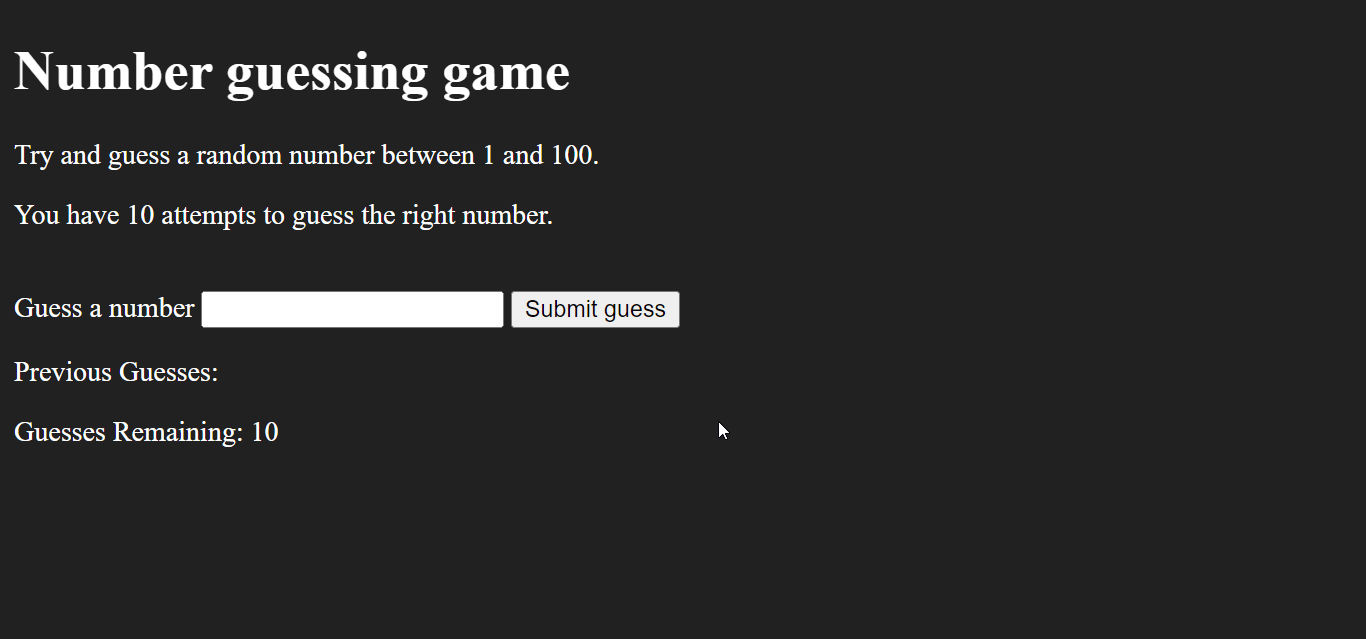 Number guessing game
Try and guess a random number between 1 and 100.
You have 10 attempts to guess the right number.
Guess a number Submit guess
Previous Guesses:
Guesses Remaining: 10